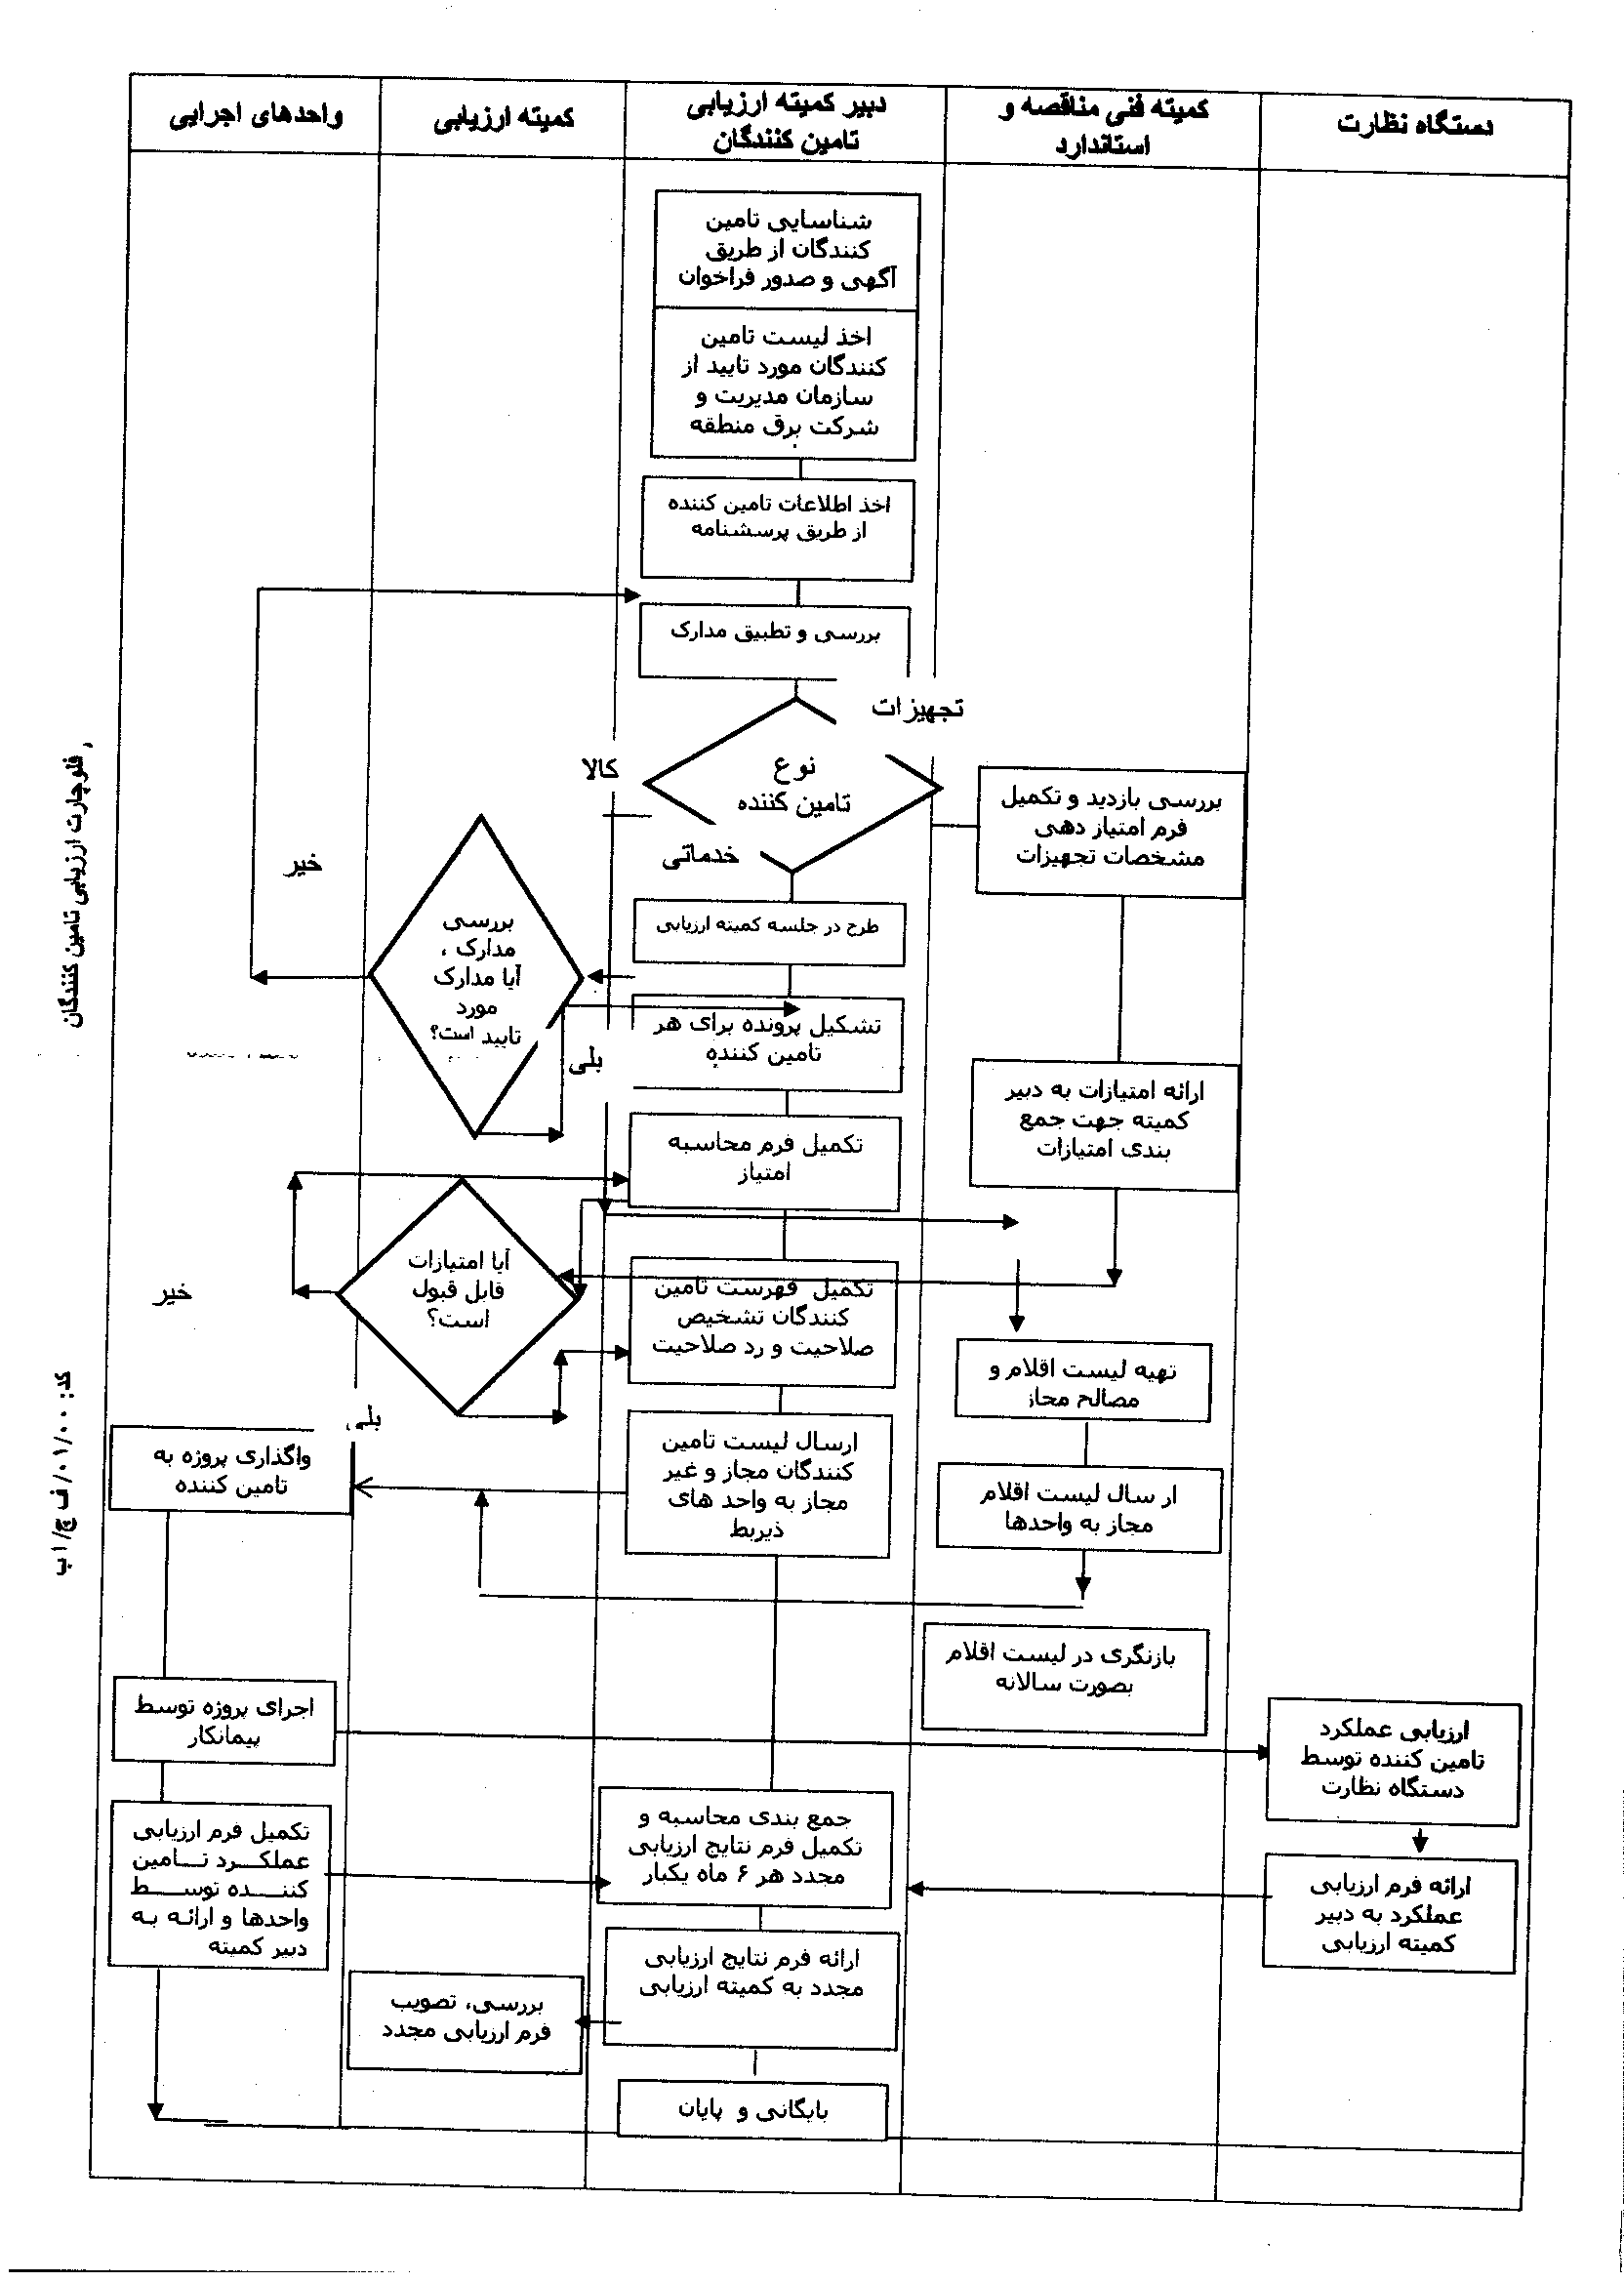 دستگاه نظارت
کمیته فنی مناقصه و
استاندارد
دبیر کمیته ارزیابی
تامین کنندگان
کمیته ارزیابی
واحدهای اجرایی
شناسایی تامین
کنندگان از طریق
آگهی و صدور فراخوان
اخذ لیست تامین
کنندگان مورد تایید از
سازمان مدیریت و
شرکت برق منطقه
اخذ اطلاعات تامین کننده
از طریق پرسشنامه
بررسی و تطبیق مدارک
تجهیزات
نوع
تامین کننده
کالا
خدماتی
بررسی بازدید و تکمیل
فرم امتیاز دهی
مشخصات تجهیزات
طرح در جلسه کمیته ارزیابی
بررسی
مدارک ،
آیا مدارک
مورد
تایید است؟
خیر
بلی
تشکیل پرونده برای هر
تامین کننده
ارائه امتیازات به دبیر
کمیته جهت جمع
بندی امتیازات
تکمیل فرم محاسبه
امتیاز
آیا امتیازات
قابل قبول
است؟
خیر
بلی
تکمیل فهرست تامین
کنندگان تشخیص
صلاحیت و رد صلاحیت
تهیه لیست اقلام و
مصالح مجاز
ارسال لیست تامین
کنندگان مجاز و غیر
مجاز به واحد های
ذیربط
واگذاری پروژه به
تامین کننده
ار سال لیست اقلام
مجاز به واحدها
بازنگری در لیست اقلام
بصورت سالانه
اجرای پروژه توسط
پیمانکار
ارزیابی عملکرد
تامین کننده توسط
دستگاه نظارت
جمع بندی محاسبه و
تکمیل فرم نتایج ارزیابی
مجدد هر ۶ ماه یکبار
تکمیل فرم ارزیابی
عملکرد تامین
کننده توسط
واحدها و ارائه به
دبیر کمیته
ارائه فرم ارزیابی
عملکرد به دبیر
کمیته ارزیابی
ارائه فرم نتایج ارزیابی
مجدد به کمیته ارزیابی
بررسی، تصویب
فرم ارزیابی مجدد
بایگانی و پایان
فلوچارت ارزیابی تامین کنندگان
کد: ۰۱/۰۰/ف چ/۱پ